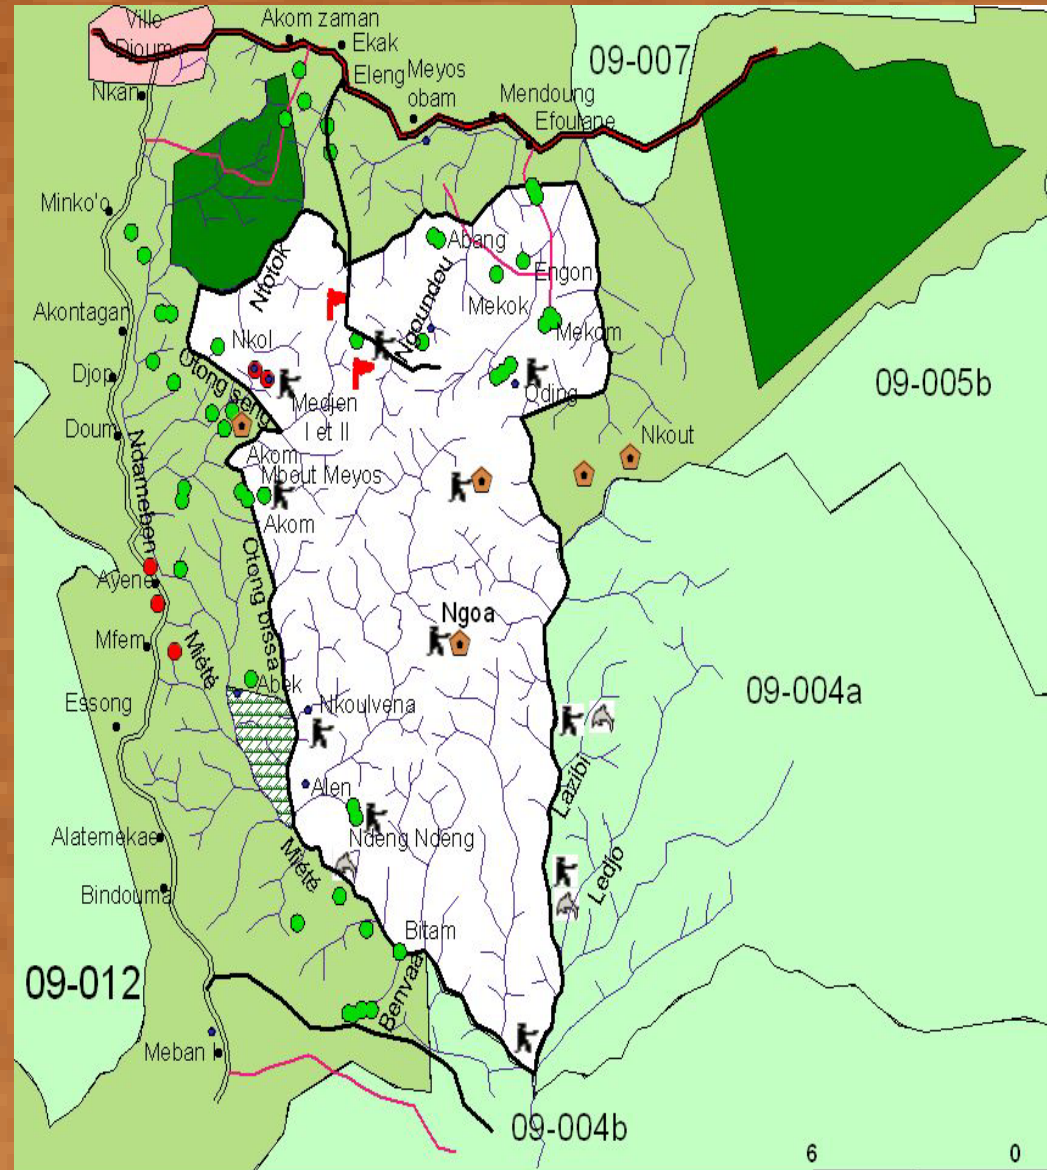 Ville
Djoum
Akom zaman
Ekak
09-007
Eleng
Meyos
obam
Nkan
Mendoung
Efoulane
Minko'o
Abang
Ntotok
Engon
Ngoundou
Mekok
Akontagan
Nkol
Mekom
Otong seng
Djop
09-005b
Medjen
I et II
Oding
Doum
Nkout
Ndameben
Akom
Mbout Meyos
Akom
Otong bissa
Ayene
Ngoa
Mfem
Miété
Abek
09-004a
Essong
Nkoulvena
Lazibi
Alen
Alatemekae
Ndeng Ndeng
Miété
Ledjo
Bindouma
Bitam
09-012
Benvaa
Meban I
09-004b
6
0